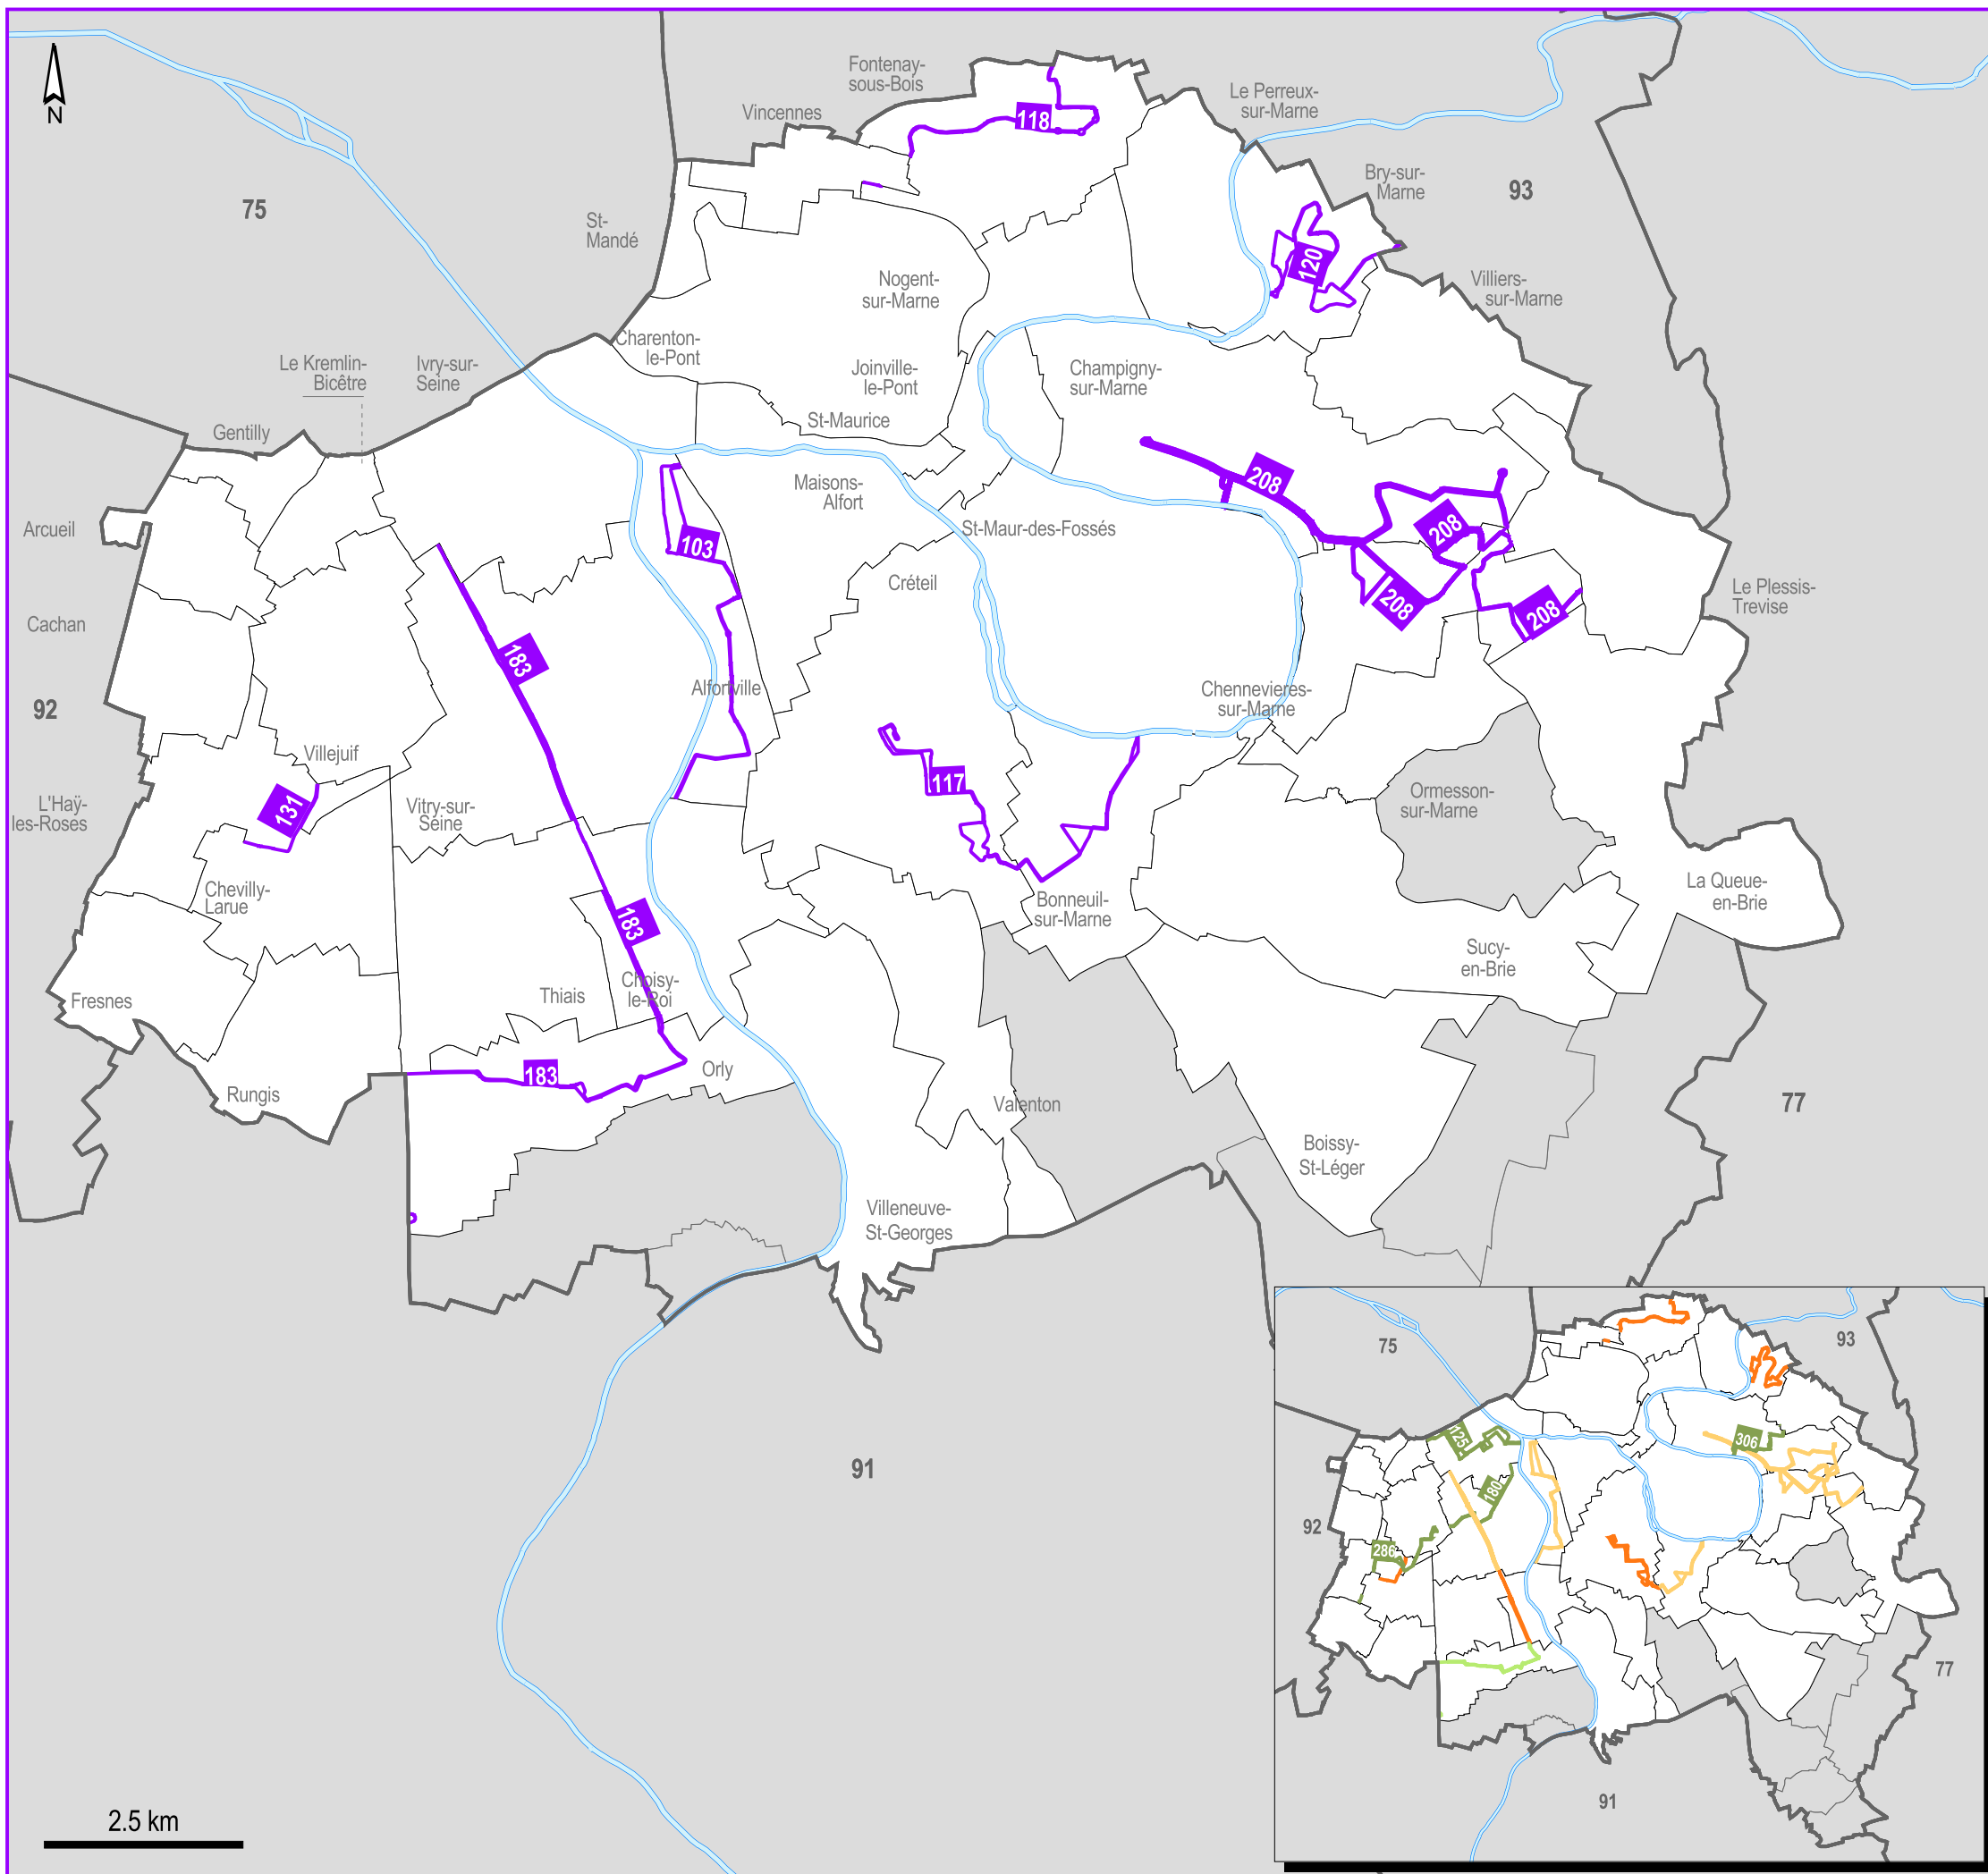 N
75
Fontenay-
sous-Bois
Vincennes
118
Le Perreux-
sur-Marne
Bry-sur-
Marne
93
St-
Mandé
120
Nogent-
sur-Marne
Villiers-
sur-Marne
Charenton-
le-Pont
Le Kremlin-
Bicêtre
Ivry-sur-
Seine
Joinville-
le-Pont
Champigny-
sur-Marne
St-Maurice
Gentilly
208
Maisons-
Alfort
St-Maur-des-Fossés
Arcueil
103
208
Créteil
208
208
Le Plessis-
Trevise
Cachan
183
92
Alfortville
Chennevieres-
sur-Marne
Villejuif
117
Ormesson-
sur-Marne
L'Haÿ-
les-Roses
131
Vitry-sur-
Seine
Chevilly-
Larue
Bonneuil-
sur-Marne
La Queue-
en-Brie
183
Sucy-
en-Brie
Fresnes
Thiais
Choisy-
le-Roi
183
Orly
Rungis
Valenton
77
Boissy-
St-Léger
Villeneuve-
St-Georges
91
2.5 km
75
93
125
306
180
92
286
77
91